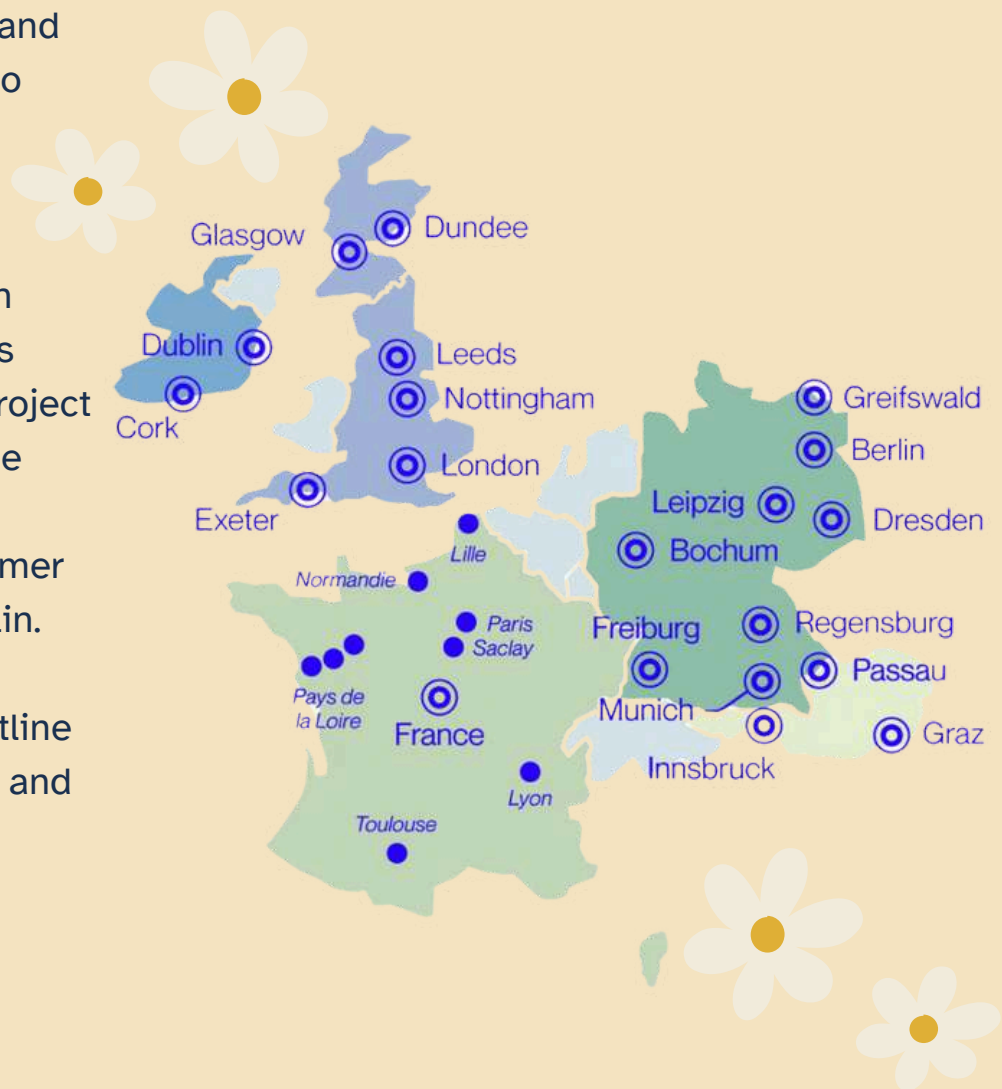 and
o
n
s
roject
e
mer
in.
tline
and
Glasgow
Dundee
Dublin
Cork
Leeds
Nottingham
London
Exeter
Greifswald
Berlin
Leipzig
Dresden
Bochum
Freiburg
Regensburg
Passau
Munich
Innsbruck
Graz
Lille
Normandie
Paris
Saclay
Pays de
la Loire
France
Lyon
Toulouse